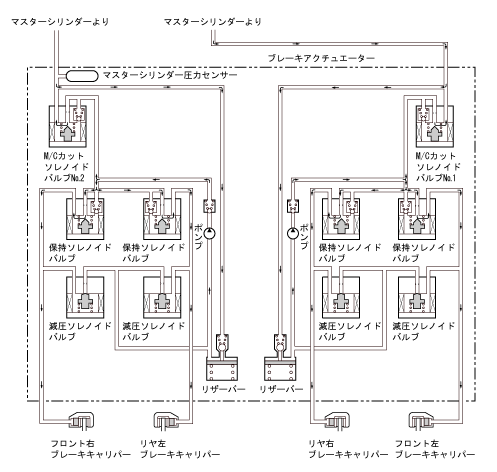 マスターシリンダーより
マスターシリンダーより
ブレーキアクチュエーター
マスターシリンダー圧力センサー
M/Cカット
ソレノイド
バルブNo.2
M/Cカット
ソレノイド
バルブNo.1
保持ソレノイド
バルブ
保持ソレノイド
バルブ
ポンプ
ポンプ
保持ソレノイド
バルブ
保持ソレノイド
バルブ
減圧ソレノイド
バルブ
減圧ソレノイド
バルブ
減圧ソレノイド
バルブ
減圧ソレノイド
バルブ
リザーバー
リザーバー
フロント右
ブレーキキャリパー
リヤ左
ブレーキキャリパー
リヤ右
ブレーキキャリパー
フロント左
ブレーキキャリパー